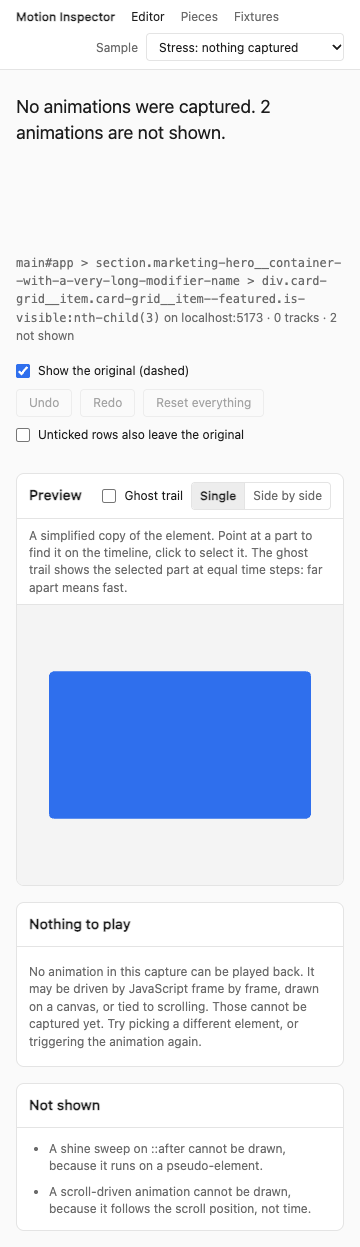 Motion Inspector Editor Pieces Fixtures
Sample Stress: nothing captured
No animations were captured. 2
animations are not shown.
main#app > section.marketing-hero__container-
-with-a-very-long-modifier-name > div.card-
grid__item.card-grid__item--featured.is-
visible:nth-child(3) on localhost:5173 · 0 tracks · 2
not shown
Show the original (dashed)
Undo Redo Reset everything
Unticked rows also leave the original
Preview Ghost trail Single Side by side
A simplified copy of the element. Point at a part to
find it on the timeline, click to select it. The ghost
trail shows the selected part at equal time steps: far
apart means fast.
Nothing to play
No animation in this capture can be played back. It
may be driven by JavaScript frame by frame, drawn
on a canvas, or tied to scrolling. Those cannot be
captured yet. Try picking a different element, or
triggering the animation again.
Not shown
• A shine sweep on ::after cannot be drawn,
because it runs on a pseudo-element.
• A scroll-driven animation cannot be drawn,
because it follows the scroll position, not time.